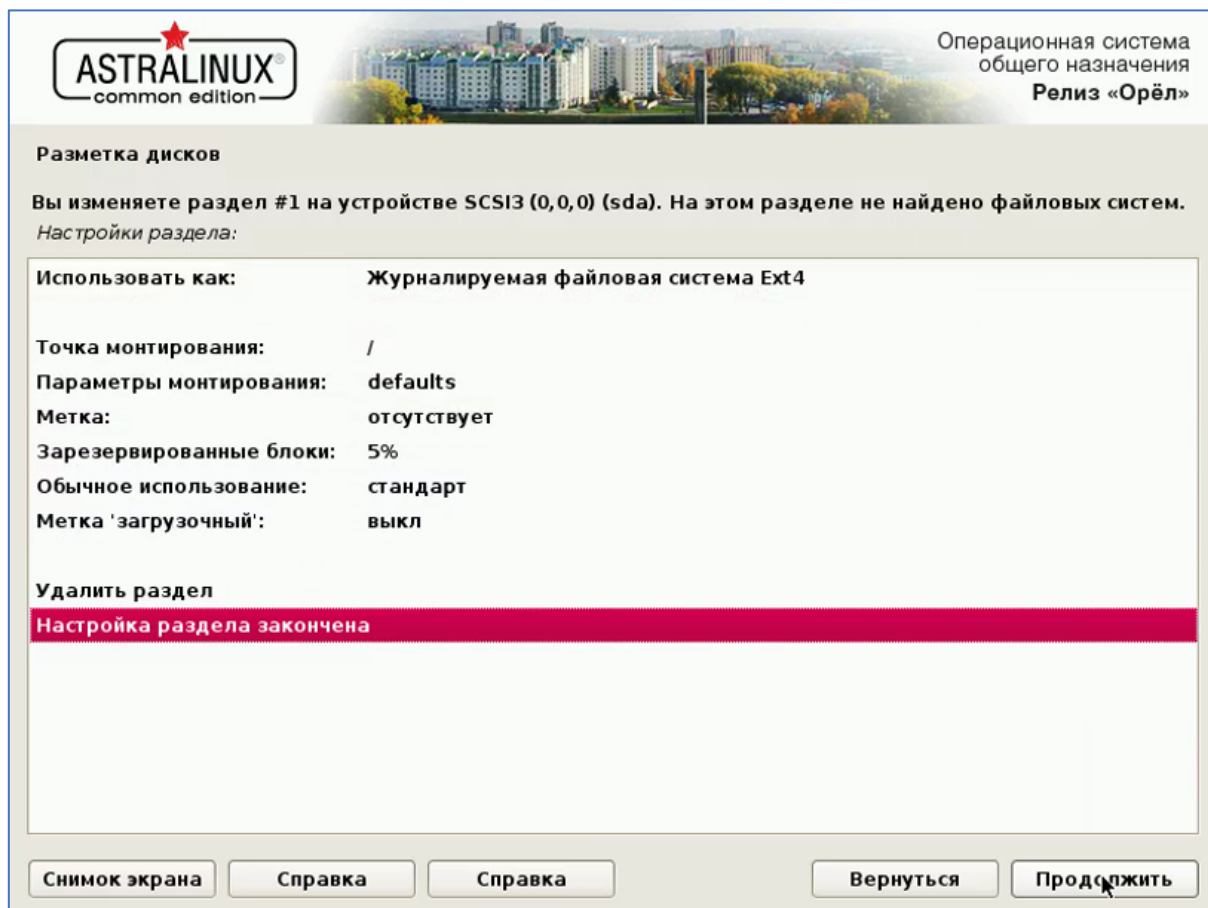 ASTRALINUX®
common edition
Операционная система
общего назначения
Релиз «Орёл»
Разметка дисков
Вы изменяете раздел #1 на устройстве SCSI3 (0,0,0) (sda). На этом разделе не найдено файловых систем.
Настройки раздела:
Использовать как: Журналируемая файловая система Ext4
Точка монтирования: /
Параметры монтирования: defaults
Метка: отсутствует
Зарезервированные блоки: 5%
Обычное использование: стандарт
Метка 'загрузочный': выкл
Удалить раздел
Настройка раздела закончена
Снимок экрана Справка Справка Вернуться Продолжить